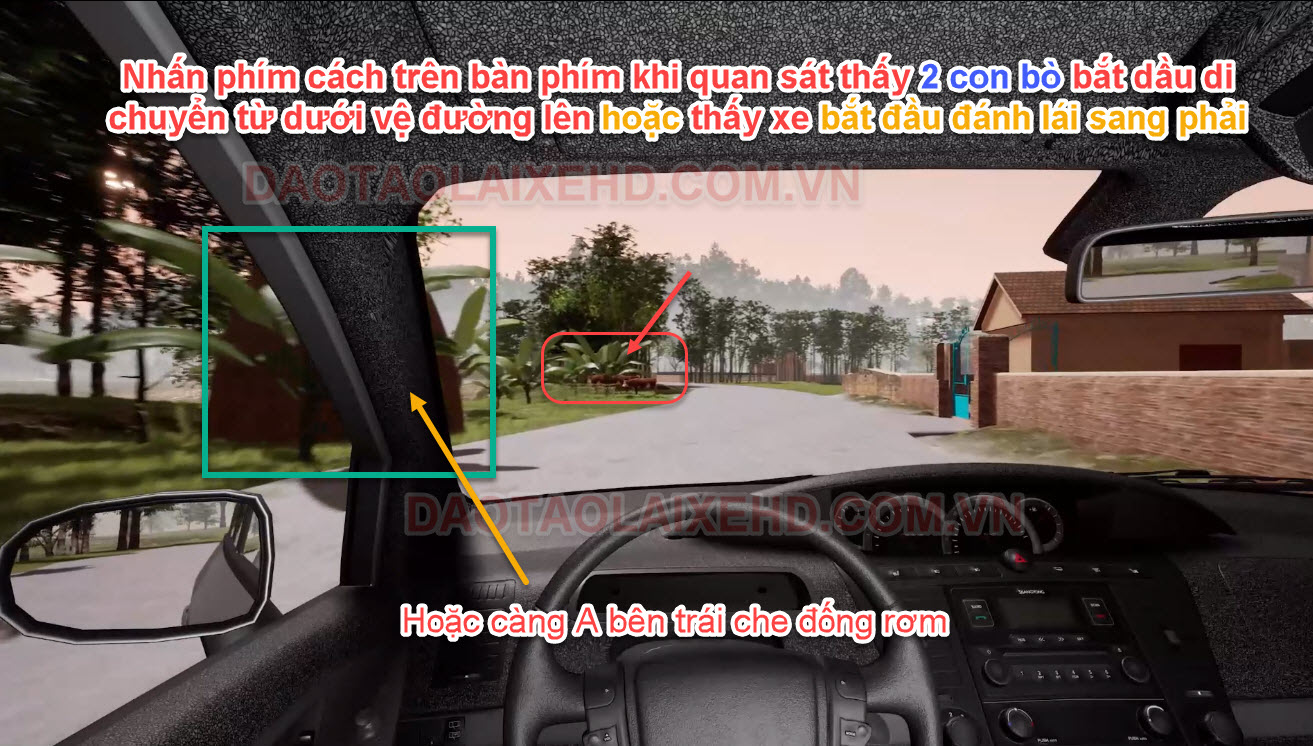 Nhấn phím cách trên bàn phím khi quan sát thấy 2 con bò bắt dầu di
chuyển từ dưới vệ đường lên hoặc thấy xe bắt đầu đánh lái sang phải
DAOTAOLAIXEHD.COM.VN
DAOTAOLAIXEHD.COM.VN
Hoặc càng A bên trái che đống rơm